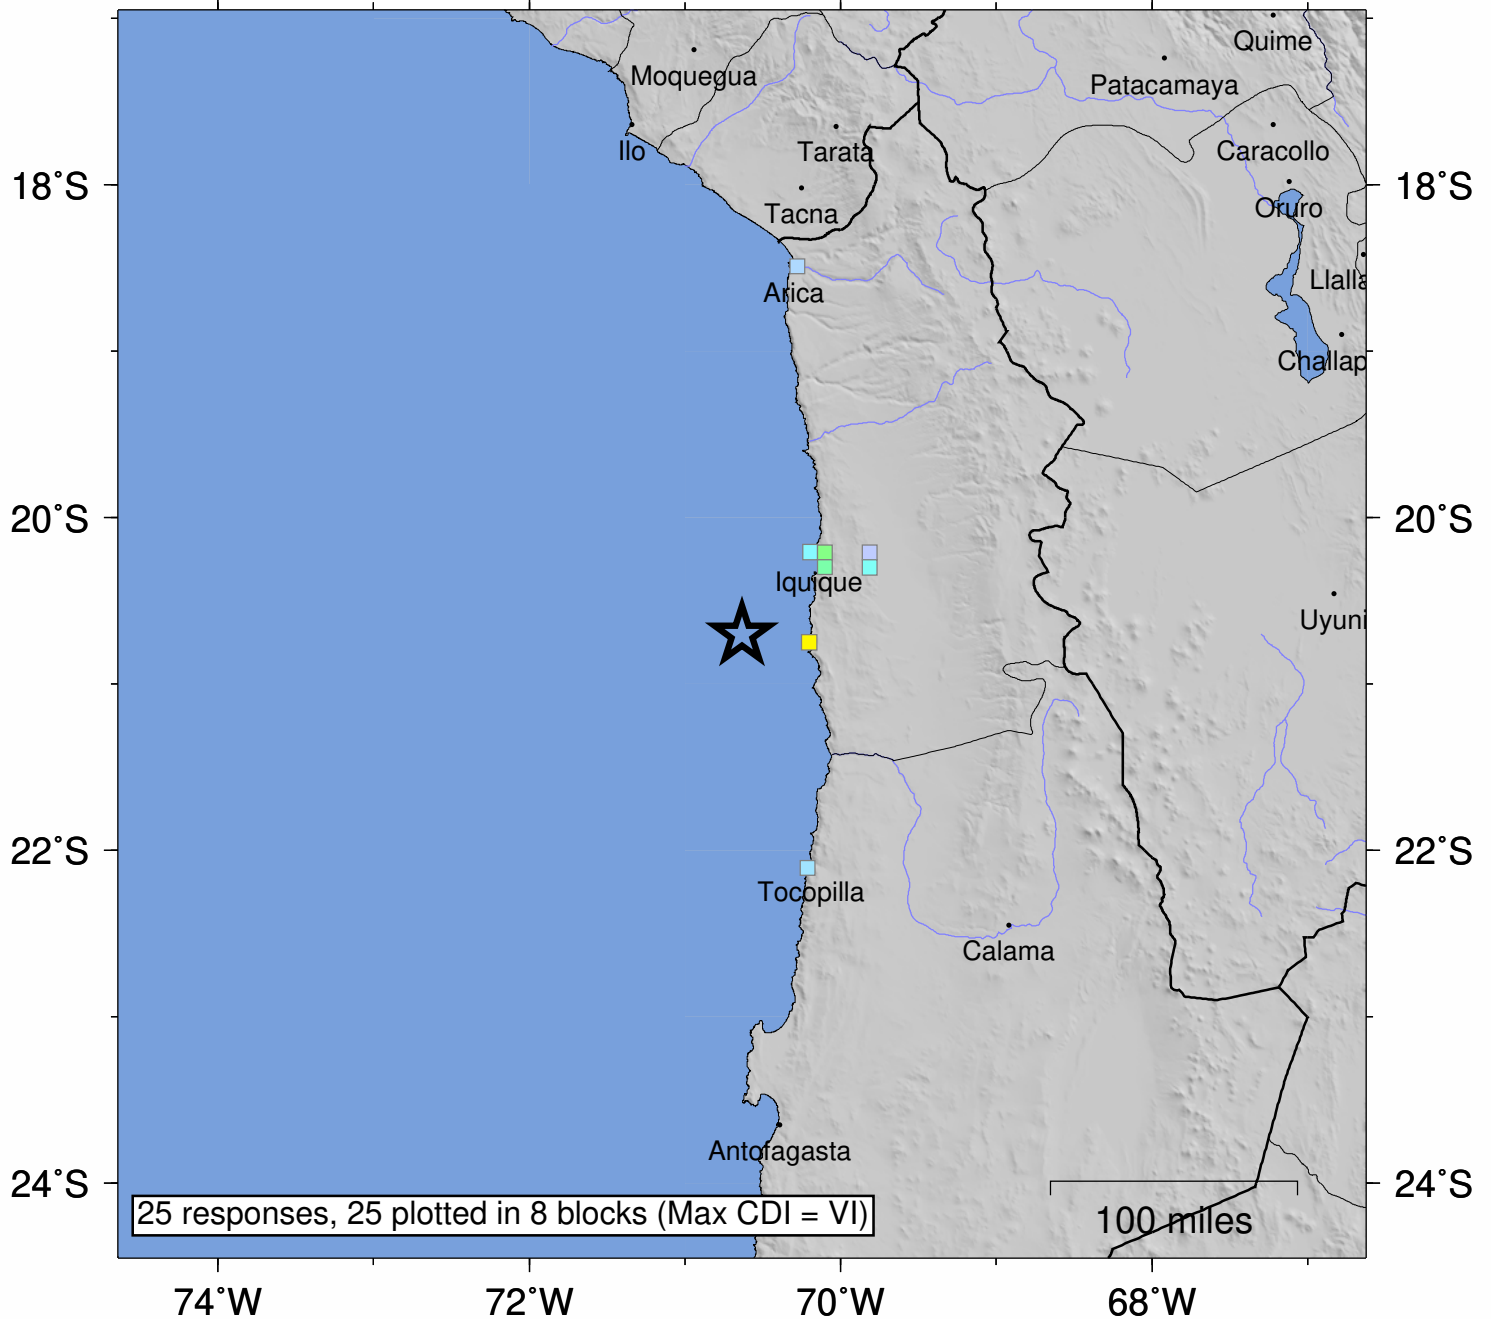 Quime
Moquegua
Patacamaya
Ilo
Tarata
Caracollo
18°S
18°S
Tacna
Oruro
Arica
Llalla
Challap
20°S
20°S
Iquique
Uyuni
22°S
22°S
Tocopilla
Calama
Antofagasta
24°S
24°S
25 responses, 25 plotted in 8 blocks (Max CDI = VI)
100 miles
74°W
72°W
70°W
68°W